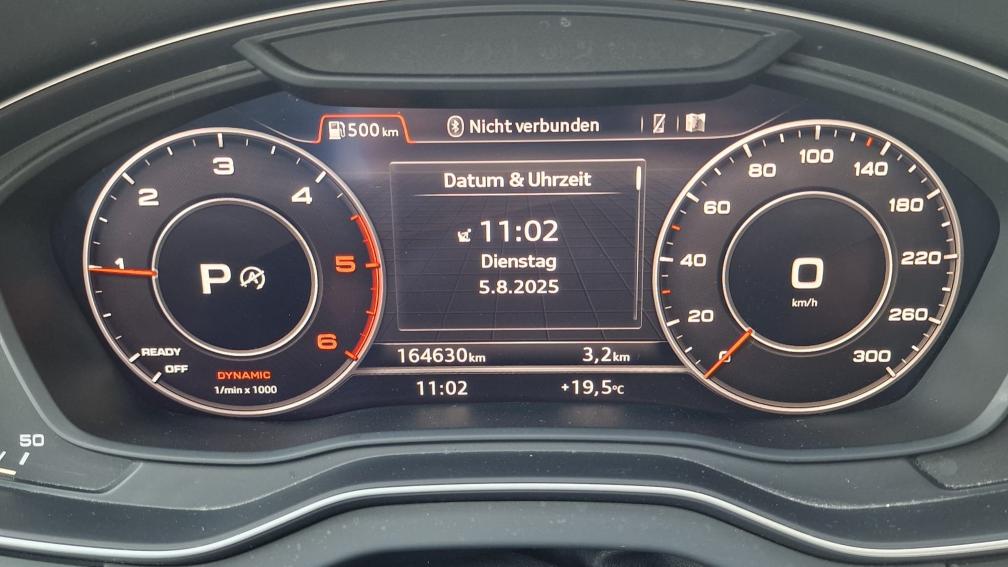 500 km
Nicht verbunden
Datum & Uhrzeit
11:02
Dienstag
5.8.2025
164630 km
3,2 km
11:02
+19,5 °C
1
2
3
4
5
6
P
A
READY
OFF
DYNAMIC
1/min x 1000
0
20
40
60
80
100
140
180
220
260
300
0
km/h
50